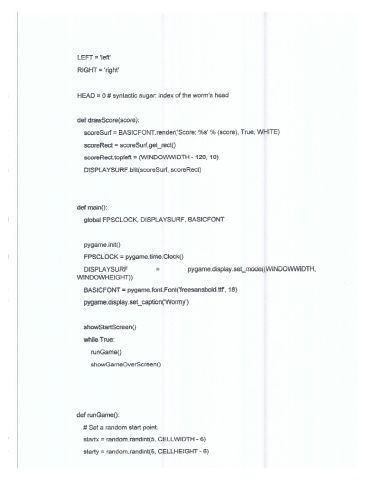 LEFT = 'left'
RIGHT = 'right'
HEAD = 0 # syntactic sugar: index of the worm's head
def drawScore(score):
scoreSurf = BASICFONT.render('Score: %s' % (score), True, WHITE)
scoreRect = scoreSurf.get_rect()
scoreRect.topleft = (WINDOWWIDTH - 120, 10)
DISPLAYSURF.blit(scoreSurf, scoreRect)
def main():
global FPSCLOCK, DISPLAYSURF, BASICFONT
pygame.init()
FPSCLOCK = pygame.time.Clock()
DISPLAYSURF = pygame.display.set_mode((WINDOWWIDTH,
WINDOWHEIGHT))
BASICFONT = pygame.font.Font('freesansbold.ttf', 18)
pygame.display.set_caption('Wormy')
showStartScreen()
while True:
runGame()
showGameOverScreen()
def runGame():
# Set a random start point.
startx = random.randint(5, CELLWIDTH - 6)
starty = random.randint(5, CELLHEIGHT - 6)